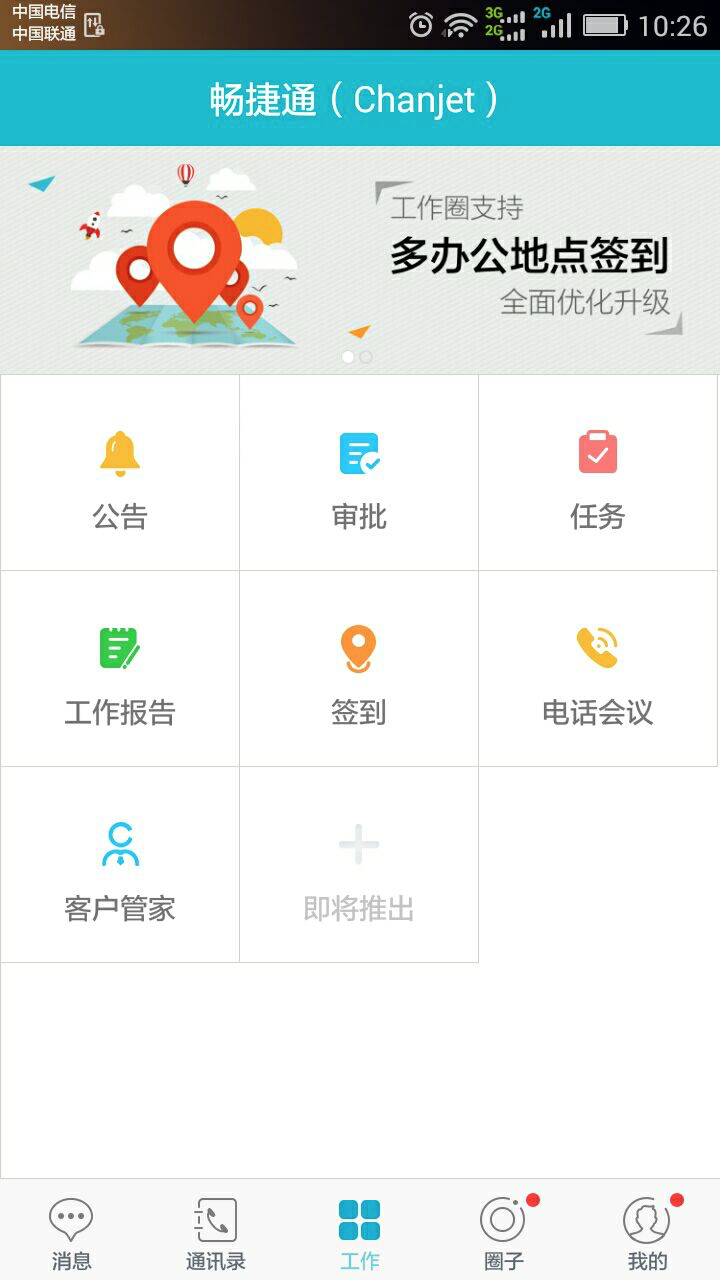 中国电信
中国联通
3G
2G
2G
10:26
畅捷通（Chanjet）
工作圈支持
多办公地点签到
全面优化升级
公告
审批
任务
工作报告
签到
电话会议
客户管家
即将推出
消息
通讯录
工作
圈子
我的